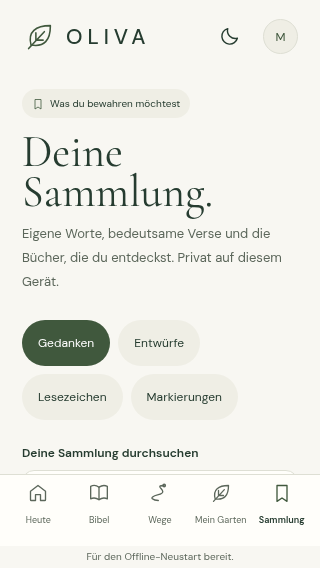 OLIVA
M
Was du bewahren möchtest
Deine
Sammlung.
Eigene Worte, bedeutsame Verse und die
Bücher, die du entdeckst. Privat auf diesem
Gerät.
Gedanken
Entwürfe
Lesezeichen
Markierungen
Deine Sammlung durchsuchen
Heute
Bibel
Wege
Mein Garten
Sammlung
Für den Offline-Neustart bereit.